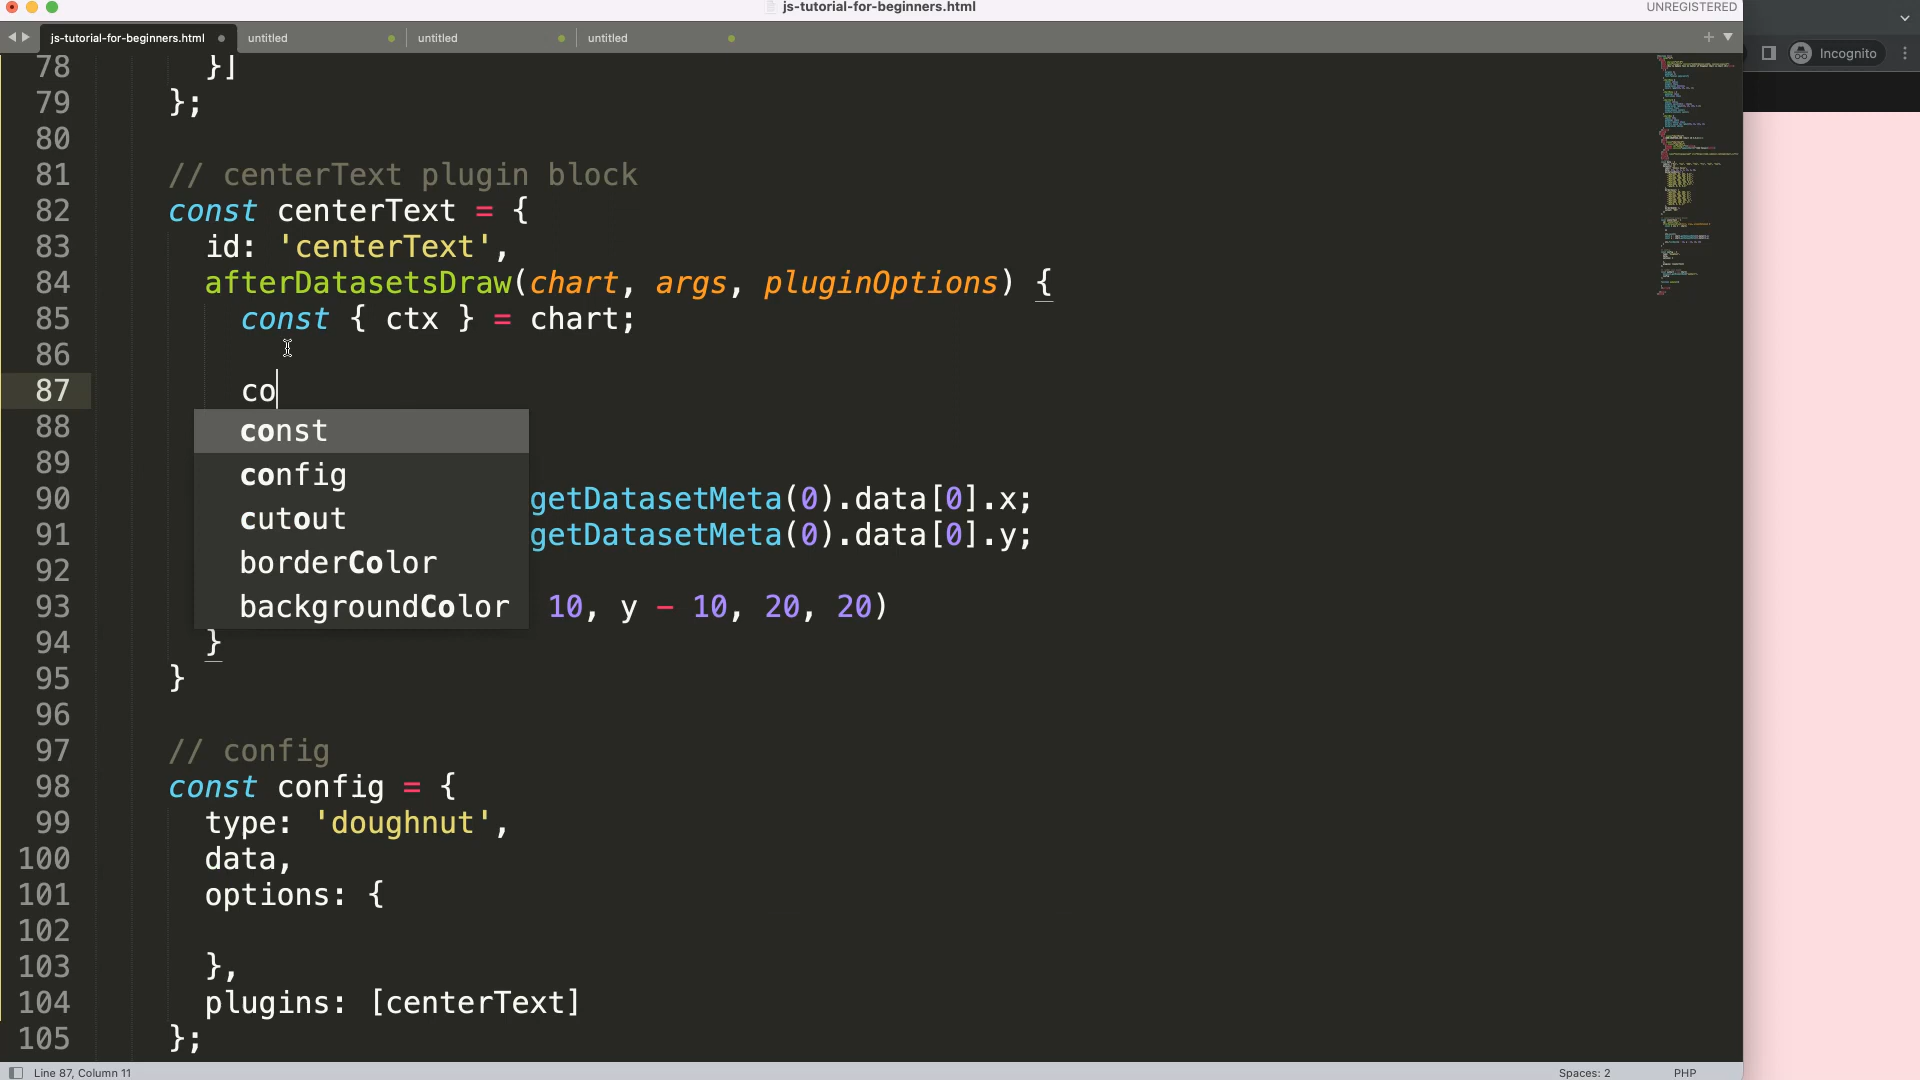 js-tutorial-for-beginners.html
UNREGISTERED
js-tutorial-for-beginners.html
untitled
untitled
untitled
Incognito
78 }]
79 };
80
81 // centerText plugin block
82 const centerText = {
83 id: 'centerText',
84 afterDatasetsDraw(chart, args, pluginOptions) {
85 const { ctx } = chart;
86
87 co
88 const
89 config
90 getDatasetMeta(0).data[0].x;
cutout
91 getDatasetMeta(0).data[0].y;
92 borderColor
93 backgroundColor 10, y - 10, 20, 20)
94 }
95 }
96
97 // config
98 const config = {
99 type: 'doughnut',
100 data,
101 options: {
102
103 },
104 plugins: [centerText]
105 };
Line 87, Column 11
Spaces: 2
PHP